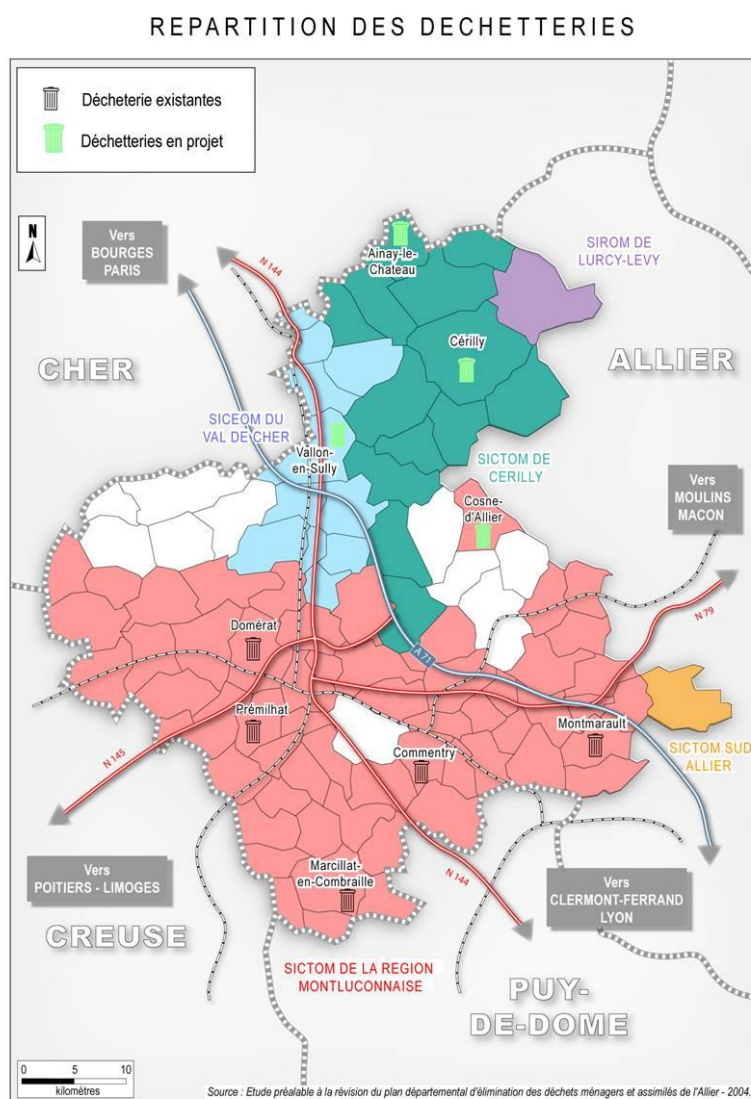 REPARTITION DES DECHETTERIES
Décheterie existantes
Déchetteries en projet
N
Vers
BOURGES
PARIS
N 144
Ainay-le-
Chateau
SIROM DE
LURCY-LEVY
CHER
Cérilly
ALLIER
SICEOM DU
VAL DE CHER
Vallon-
en-Sully
SICTOM DE
CERILLY
Cosne-
d'Allier
Vers
MOULINS
MACON
N 79
Domérat
A 71
Prémilhat
Montmarault
Commentry
SICTOM SUD
ALLIER
N 145
Vers
POITIERS - LIMOGES
Marcillat-
en-Combraille
N 144
Vers
CLERMONT-FERRAND
LYON
CREUSE
SICTOM DE LA REGION
MONTLUCONNAISE
PUY-
DE-DOME
0 5 10
kilomètres
Source : Etude préalable à la révision du plan départemental d'élimination des déchets ménagers et assimilés de l'Allier - 2004.